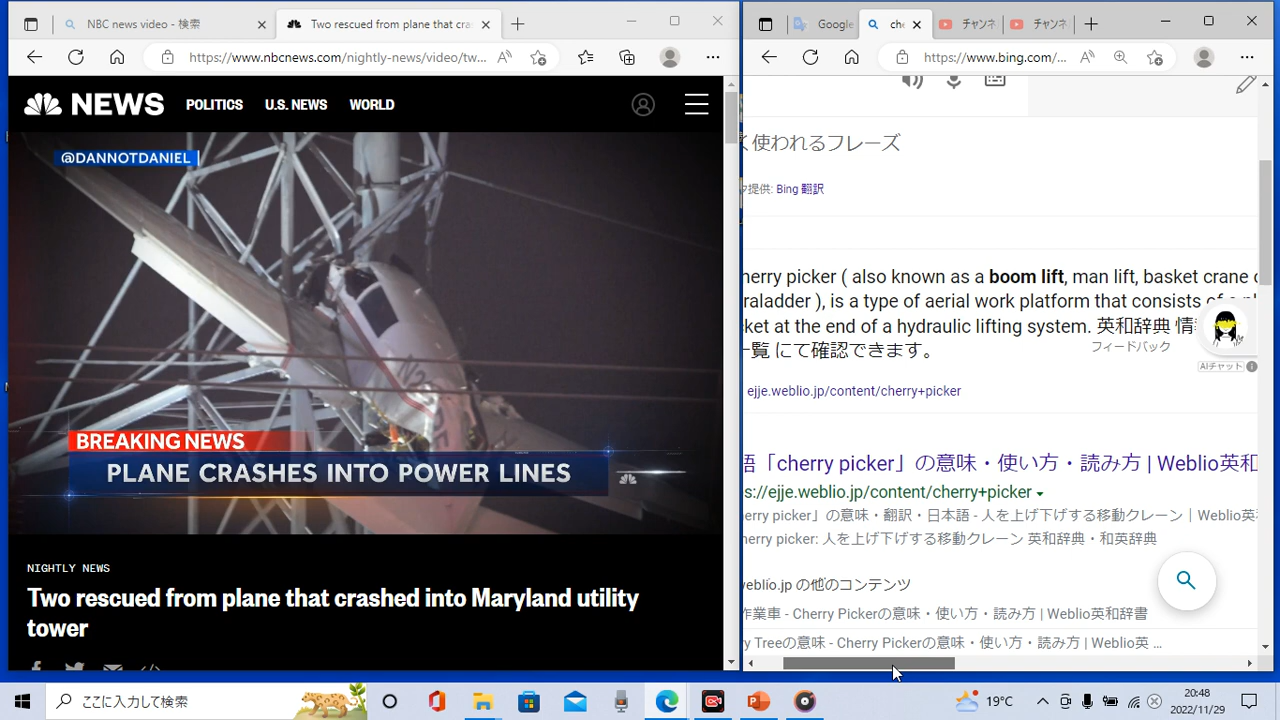 NBC news video - 検索
Two rescued from plane that cra
https://www.nbcnews.com/nightly-news/video/tw...
NEWS
POLITICS
U.S. NEWS
WORLD
@DANNOTDANIEL
BREAKING NEWS
PLANE CRASHES INTO POWER LINES
NIGHTLY NEWS
Two rescued from plane that crashed into Maryland utility
tower
Google
che
チャンネ
チャンネ
https://www.bing.com/...
く使われるフレーズ
タ提供: Bing 翻訳
herry picker ( also known as a boom lift, man lift, basket crane o
raladder ), is a type of aerial work platform that consists of a pl
ket at the end of a hydraulic lifting system. 英和辞典 情
一覧 にて確認できます。
フィードバック
AIチャット
ejje.weblio.jp/content/cherry+picker
語「cherry picker」の意味・使い方・読み方 | Weblio英和
s://ejje.weblio.jp/content/cherry+picker
erry picker」の意味・翻訳・日本語 - 人を上げ下げする移動クレーン｜Weblio英
herry picker: 人を上げ下げする移動クレーン 英和辞典・和英辞典
weblio.jp の他のコンテンツ
作業車 - Cherry Pickerの意味・使い方・読み方 | Weblio英和辞書
y Treeの意味 - Cherry Pickerの意味・使い方・読み方 | Weblio英 ...
ここに入力して検索
19°C
20:48
2022/11/29